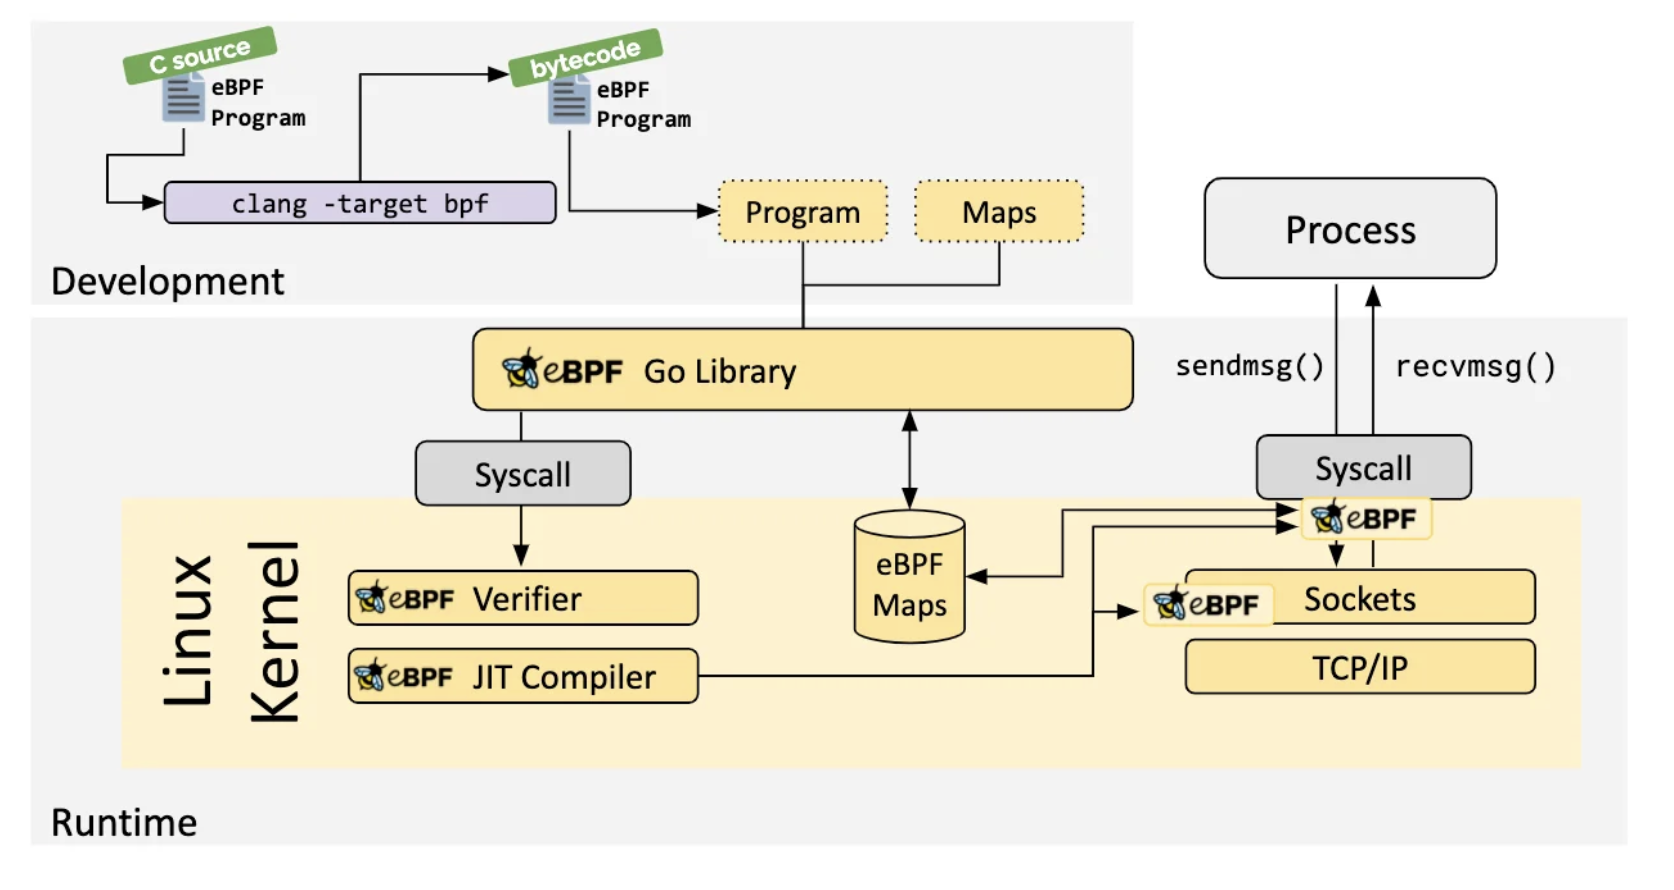 C source
eBPF
Program
bytecode
eBPF
Program
clang -target bpf
Program
Maps
Development
Process
eBPF Go Library
sendmsg()
recvmsg()
Syscall
Syscall
eBPF
Linux
Kernel
eBPF Verifier
eBPF
Maps
eBPF
Sockets
eBPF JIT Compiler
TCP/IP
Runtime